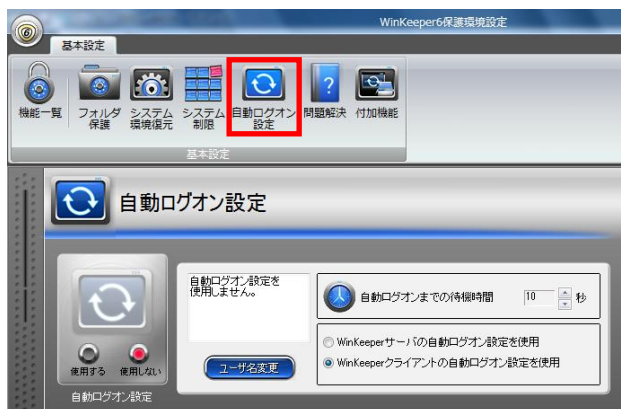 WinKeeper6保護環境設定
基本設定
機能一覧
フォルダ
保護
システム
環境復元
システム
制限
自動ログオン
設定
問題解決
付加機能
基本設定
自動ログオン設定
自動ログオン設定を
使用しません。
自動ログオンまでの待機時間 10 秒
WinKeeperサーバの自動ログオン設定を使用
WinKeeperクライアントの自動ログオン設定を使用
使用する 使用しない
ユーザ名変更
自動ログオン設定